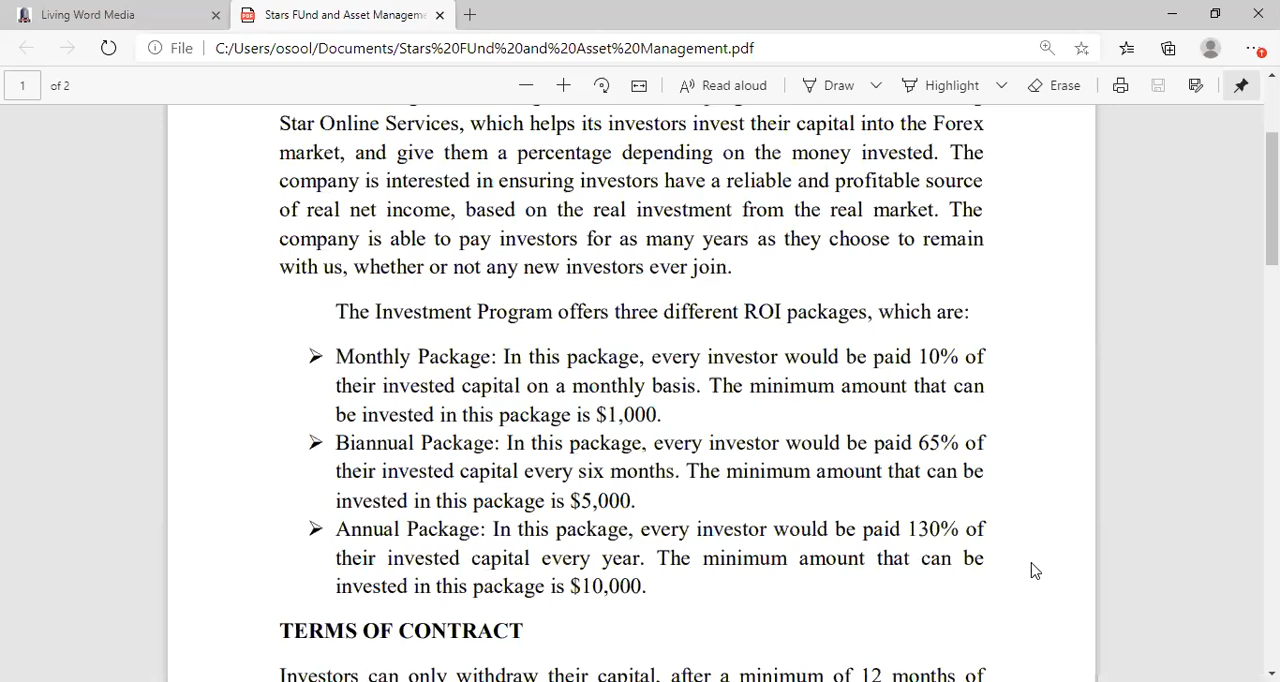 Living Word Media
Stars FUnd and Asset Managem
File
C:/Users/osool/Documents/Stars%20FUnd%20and%20Asset%20Management.pdf
1 of 2
Read aloud
Draw
Highlight
Erase
Star Online Services, which helps its investors invest their capital into the Forex
market, and give them a percentage depending on the money invested. The
company is interested in ensuring investors have a reliable and profitable source
of real net income, based on the real investment from the real market. The
company is able to pay investors for as many years as they choose to remain
with us, whether or not any new investors ever join.
The Investment Program offers three different ROI packages, which are:
➢ Monthly Package: In this package, every investor would be paid 10% of
their invested capital on a monthly basis. The minimum amount that can
be invested in this package is $1,000.
➢ Biannual Package: In this package, every investor would be paid 65% of
their invested capital every six months. The minimum amount that can be
invested in this package is $5,000.
➢ Annual Package: In this package, every investor would be paid 130% of
their invested capital every year. The minimum amount that can be
invested in this package is $10,000.
TERMS OF CONTRACT
Investors can only withdraw their capital, after a minimum of 12 months of